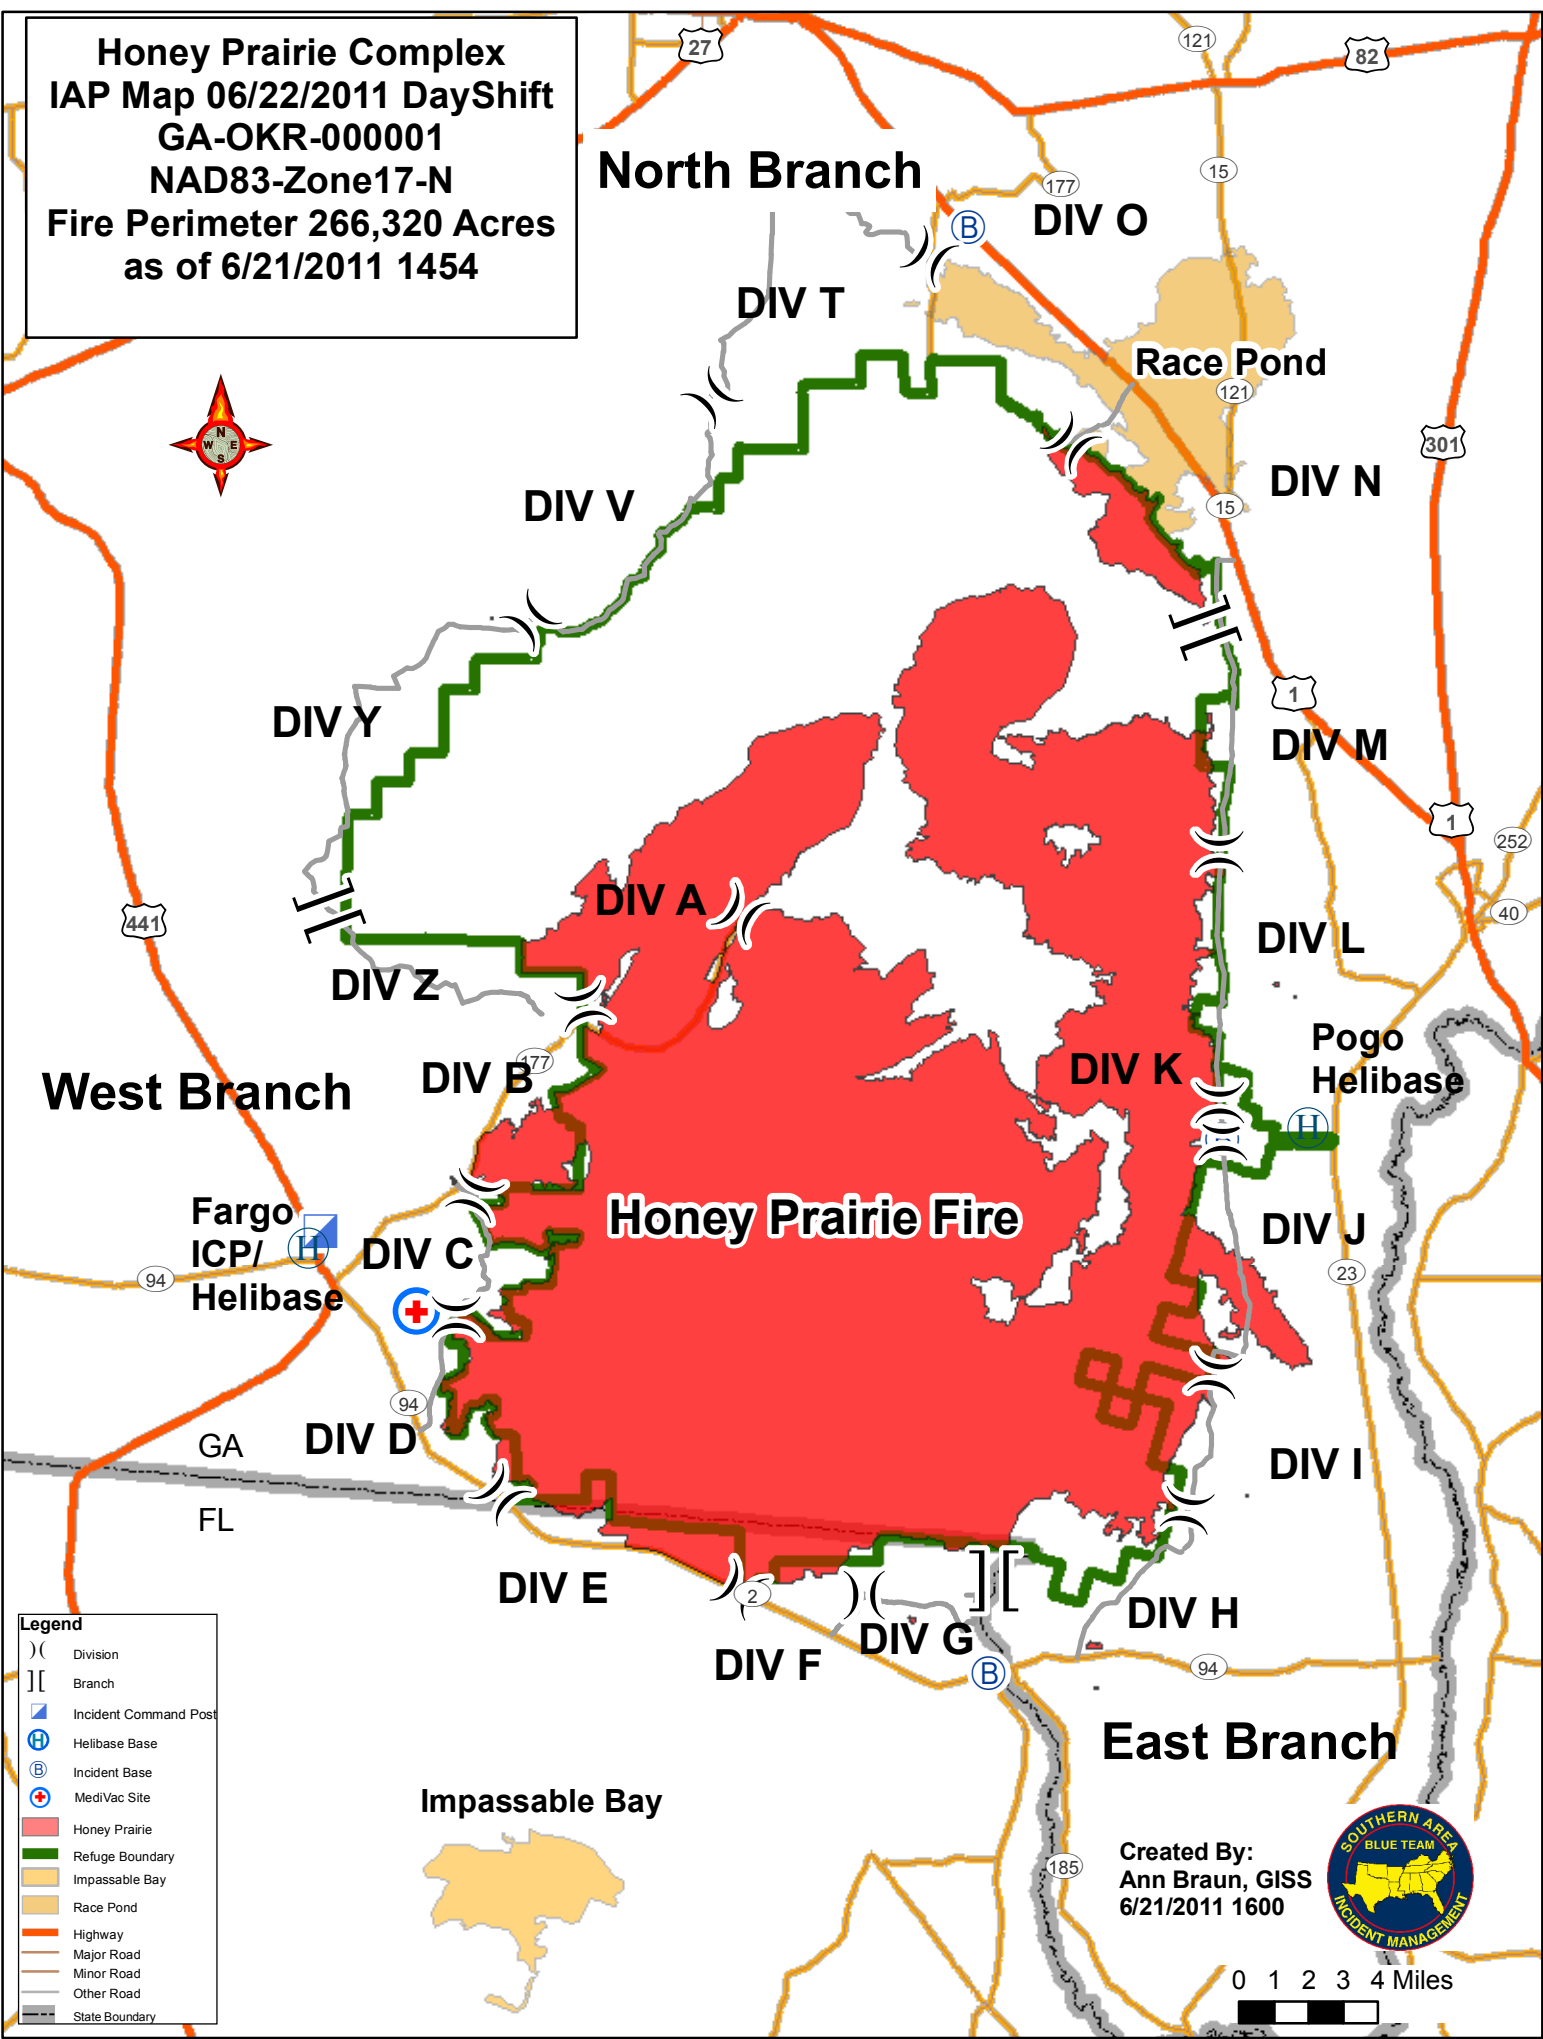 Honey Prairie Complex
IAP Map 06/22/2011 DayShift
GA-OKR-000001
NAD83-Zone17-N
Fire Perimeter 266,320 Acres
as of 6/21/2011 1454
27
121
82
North Branch
15
177
DIV O
B
DIV T
Race Pond
121
N
W E
S
301
DIV V
DIV N
15
DIV Y
1
DIV M
1
252
DIV A
441
40
DIV L
DIV Z
Pogo
Helibase
177
DIV B
DIV K
West Branch
H
Fargo
ICP/
Helibase
H
DIV C
Honey Prairie Fire
DIV J
94
23
94
DIV D
GA
FL
DIV I
DIV E
2
DIV F
DIV G
DIV H
B
94
East Branch
Legend
Division
Branch
Incident Command Post
H Helibase Base
B Incident Base
MediVac Site
Honey Prairie
Refuge Boundary
Impassable Bay
Race Pond
Highway
Major Road
Minor Road
Other Road
State Boundary
Impassable Bay
185
Created By:
Ann Braun, GISS
6/21/2011 1600
SOUTHERN AREA
BLUE TEAM
INCIDENT MANAGEMENT
0 1 2 3 4 Miles